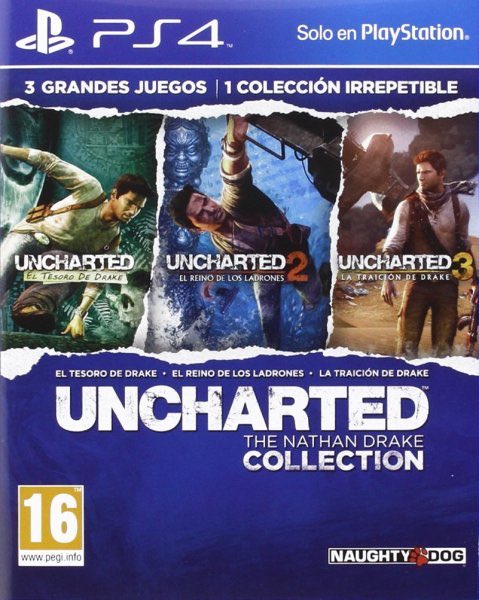 PS4™
Solo en PlayStation®
3 GRANDES JUEGOS | 1 COLECCIÓN IRREPETIBLE
UNCHARTED
EL TESORO DE DRAKE
UNCHARTED 2
EL REINO DE LOS LADRONES
UNCHARTED 3
LA TRAICIÓN DE DRAKE
EL TESORO DE DRAKE • EL REINO DE LOS LADRONES • LA TRAICIÓN DE DRAKE
UNCHARTED™
THE NATHAN DRAKE
COLLECTION
16
www.pegi.info
NAUGHTY DOG